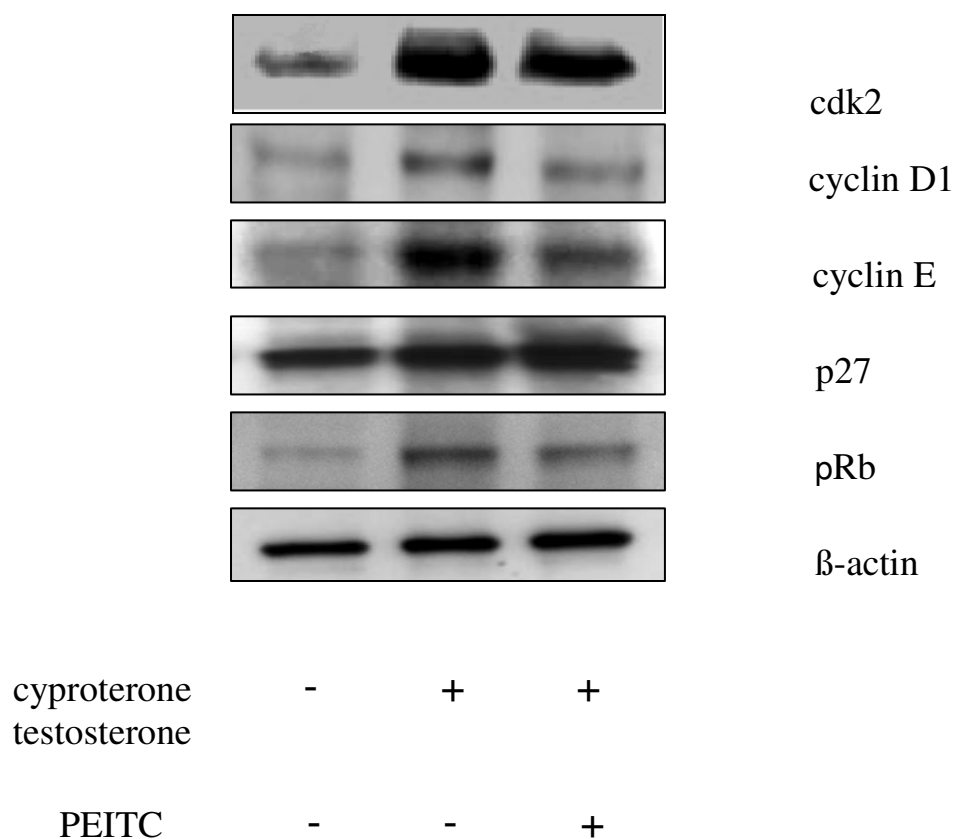 cdk2
cyclin D1
cyclin E
p27
pRb
ß-actin
cyproterone - + +
testosterone
PEITC - - +